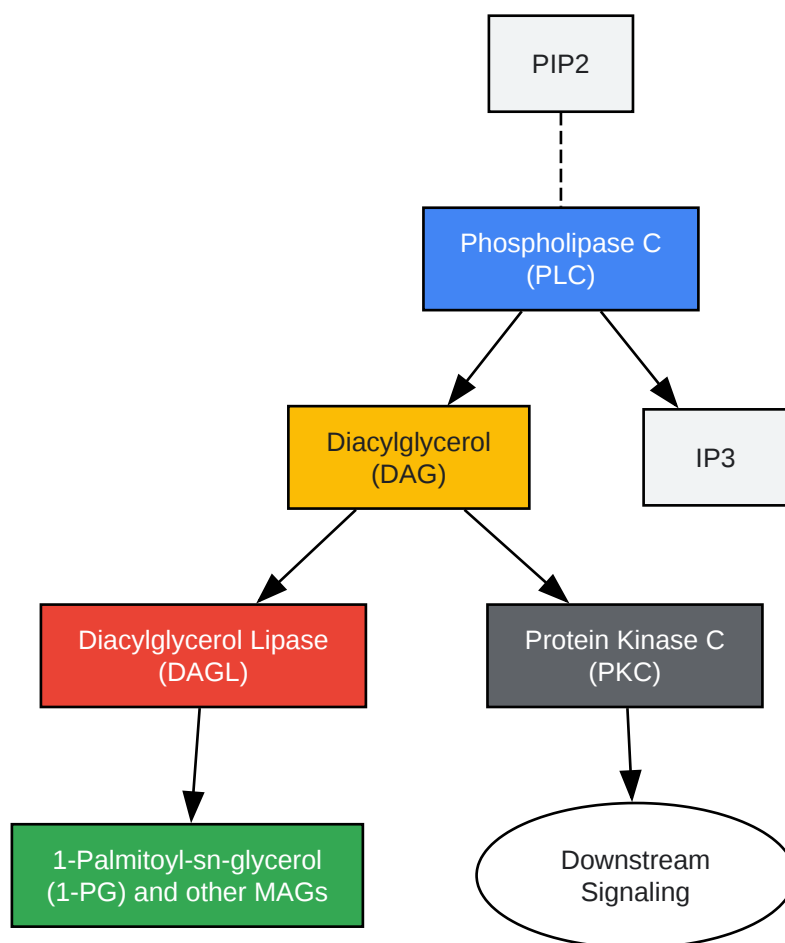 PIP2
Phospholipase C
(PLC)
Diacylglycerol
(DAG)
IP3
Diacylglycerol Lipase
(DAGL)
Protein Kinase C
(PKC)
1-Palmitoyl-sn-glycerol
(1-PG) and other MAGs
Downstream
Signaling